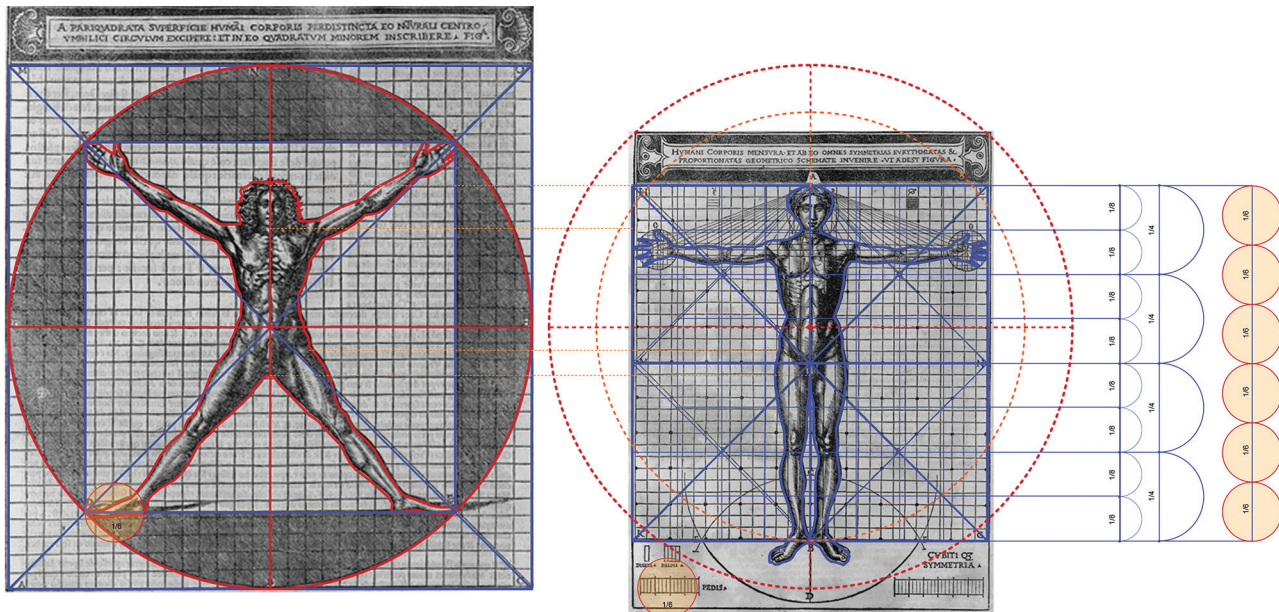 A PARIQVADRATA SVPERFICIE HVMĀI CORPORIS PERDISTINCTA EO NATVRALI CENTRO
VMBILICI CIRCVLVM EXCIPERE: ET IN EO QVADRATVM MINOREM INSCRIBERE FIGA.
M
N
A
C
1/6
HVMANI CORPORIS MENSVRA ET AB EO OMNES SYMMETRIAS EVRYTHMIATAS &
PROPORTIONATAS GEOMETRICO SCHEMATE INVENIRE VT ADEST FIGVRA
A
K
G
B
D
PEDIS
CVBITI Q̃
SYMMETRIA
1/6
1/8
1/8
1/8
1/8
1/8
1/8
1/8
1/8
1/4
1/4
1/4
1/4
1/6
1/6
1/6
1/6
1/6
1/6